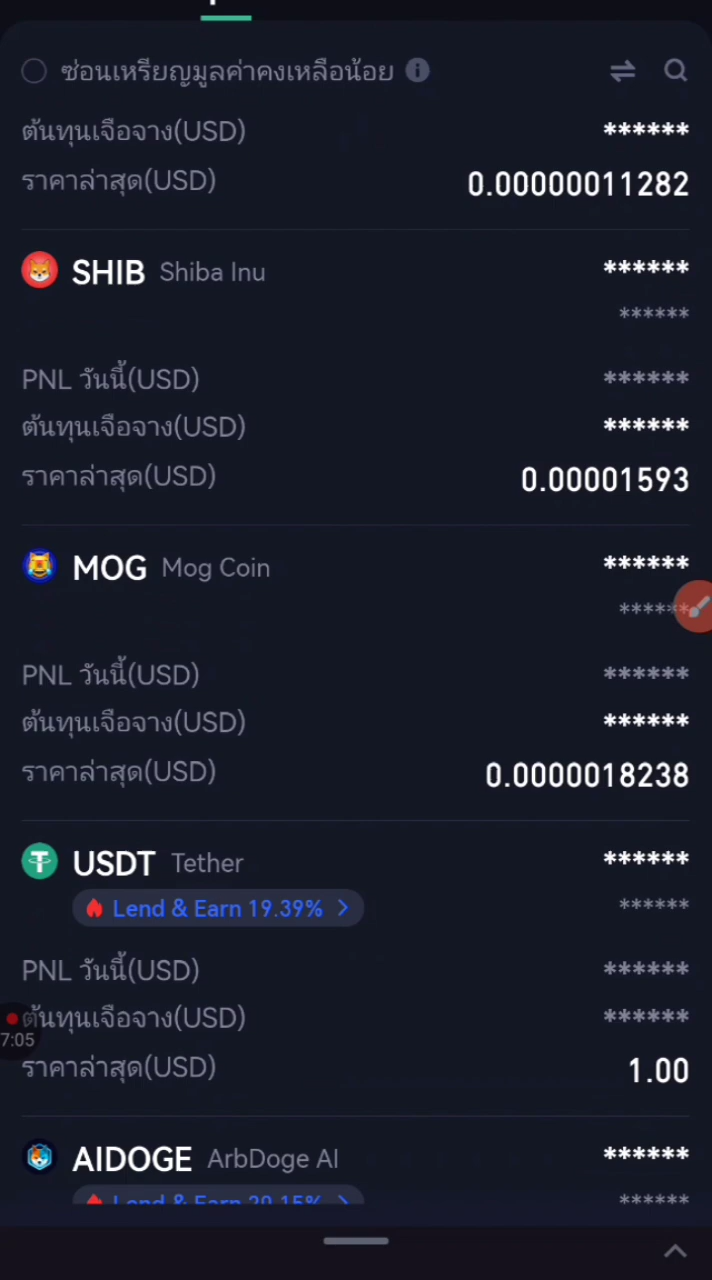 ซ่อนเหรียญมูลค่าคงเหลือน้อย
ต้นทุนเจือจาง(USD) ******
ราคาล่าสุด(USD) 0.00000011282
SHIB Shiba Inu ******
******
PNL วันนี้(USD) ******
ต้นทุนเจือจาง(USD) ******
ราคาล่าสุด(USD) 0.00001593
MOG Mog Coin ******
******
PNL วันนี้(USD) ******
ต้นทุนเจือจาง(USD) ******
ราคาล่าสุด(USD) 0.0000018238
USDT Tether ******
Lend & Earn 19.39% > ******
PNL วันนี้(USD) ******
ต้นทุนเจือจาง(USD) ******
7:05
ราคาล่าสุด(USD) 1.00
AIDOGE ArbDoge AI ******
Lend & Earn 20.15% > ******